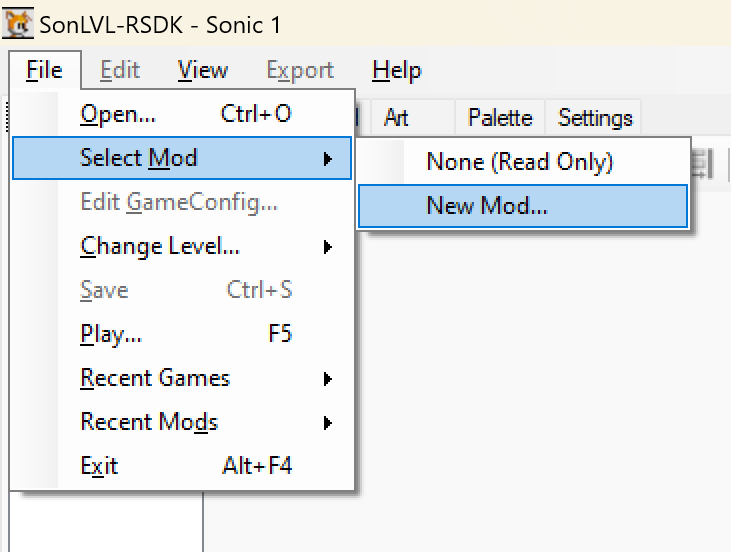 SonLVL-RSDK - Sonic 1
File Edit View Export Help
Art Palette Settings
Open... Ctrl+O
Select Mod
None (Read Only)
New Mod...
Edit GameConfig...
Change Level...
Save Ctrl+S
Play... F5
Recent Games
Recent Mods
Exit Alt+F4